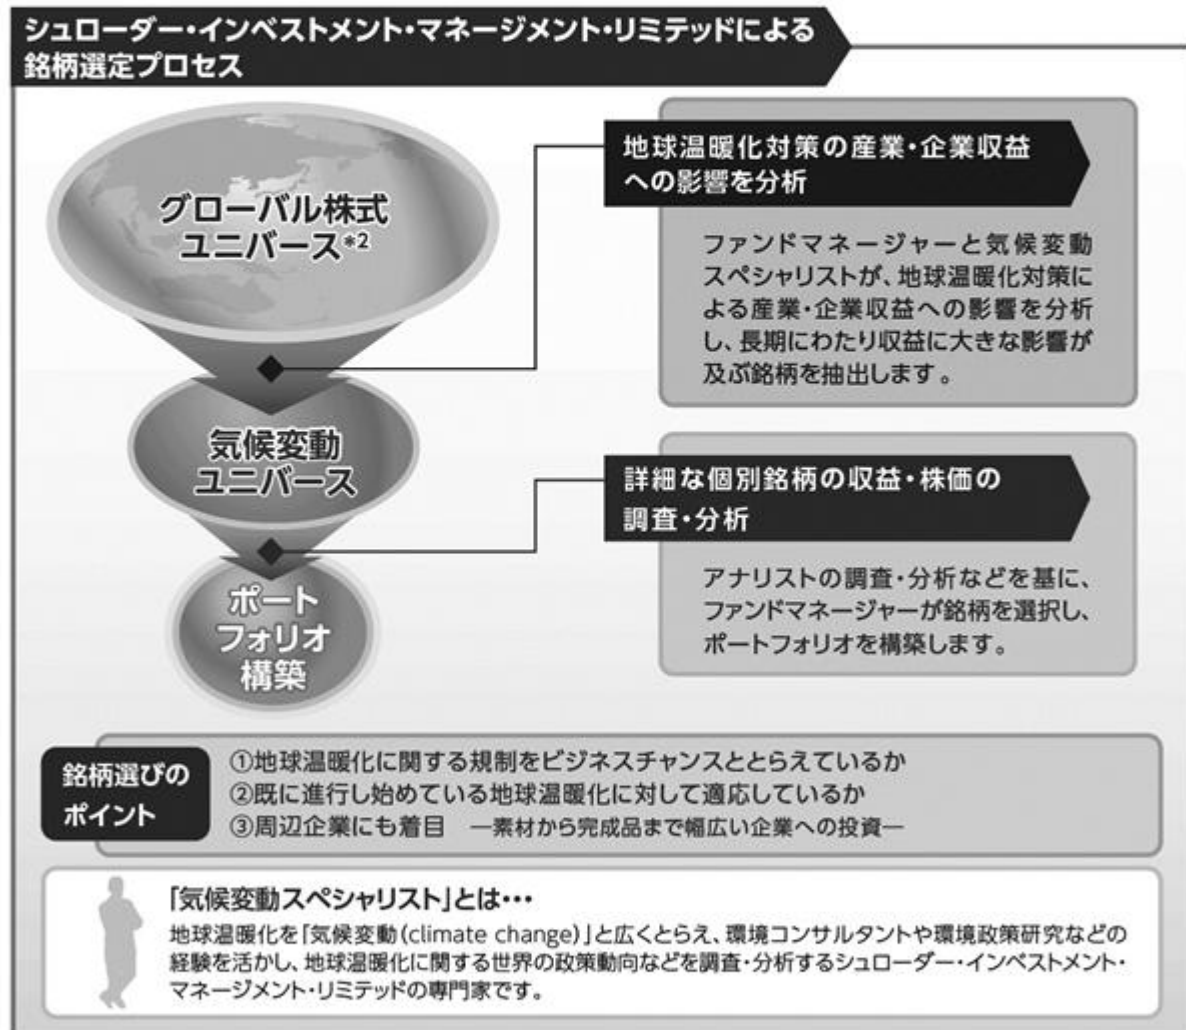 シュローダー・インベストメント・マネージメント・リミテッドによる
銘柄選定プロセス
グローバル株式
ユニバース*2
地球温暖化対策の産業・企業収益
への影響を分析
ファンドマネージャーと気候変動
スペシャリストが、地球温暖化対策に
よる産業・企業収益への影響を分析
し、長期にわたり収益に大きな影響が
及ぶ銘柄を抽出します。
気候変動
ユニバース
詳細な個別銘柄の収益・株価の
調査・分析
アナリストの調査・分析などを基に、
ファンドマネージャーが銘柄を選択し、
ポートフォリオを構築します。
ポート
フォリオ
構築
銘柄選びの
ポイント
①地球温暖化に関する規制をビジネスチャンスととらえているか
②既に進行し始めている地球温暖化に対して適応しているか
③周辺企業にも着目 ―素材から完成品まで幅広い企業への投資―
「気候変動スペシャリスト」とは・・・
地球温暖化を「気候変動(climate change)」と広くとらえ、環境コンサルタントや環境政策研究などの
経験を活かし、地球温暖化に関する世界の政策動向などを調査・分析するシュローダー・インベストメント・
マネージメント・リミテッドの専門家です。